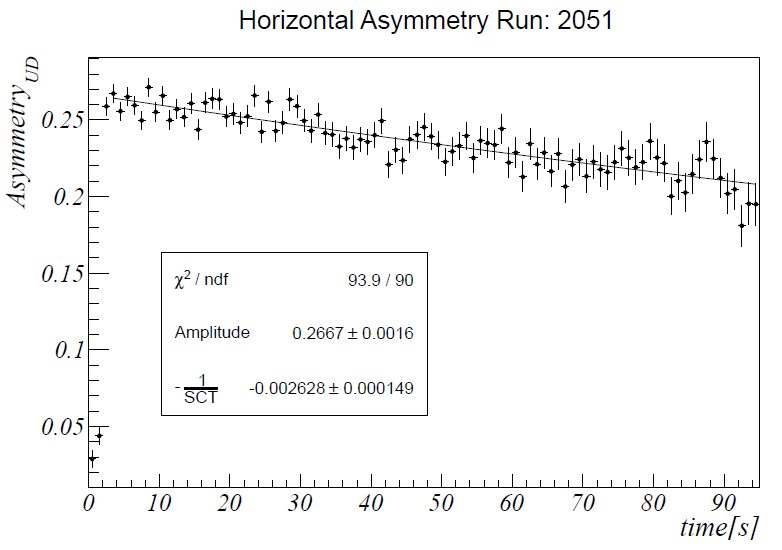 Horizontal Asymmetry Run: 2051
Asymmetry_UD
0.25
0.2
0.15
0.1
0.05
χ² / ndf 93.9 / 90
Amplitude 0.2667 ± 0.0016
- 1/SCT -0.002628 ± 0.000149
0 10 20 30 40 50 60 70 80 90
time[s]